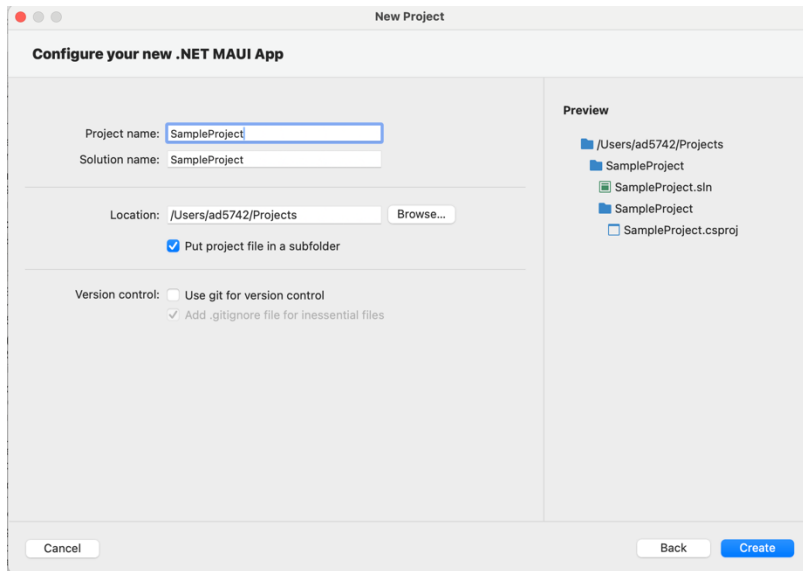 New Project
Configure your new .NET MAUI App
Project name: SampleProject
Solution name: SampleProject
Location: /Users/ad5742/Projects Browse...
Put project file in a subfolder
Version control: Use git for version control
Add .gitignore file for inessential files
Preview
/Users/ad5742/Projects
SampleProject
SampleProject.sln
SampleProject
SampleProject.csproj
Cancel
Back
Create